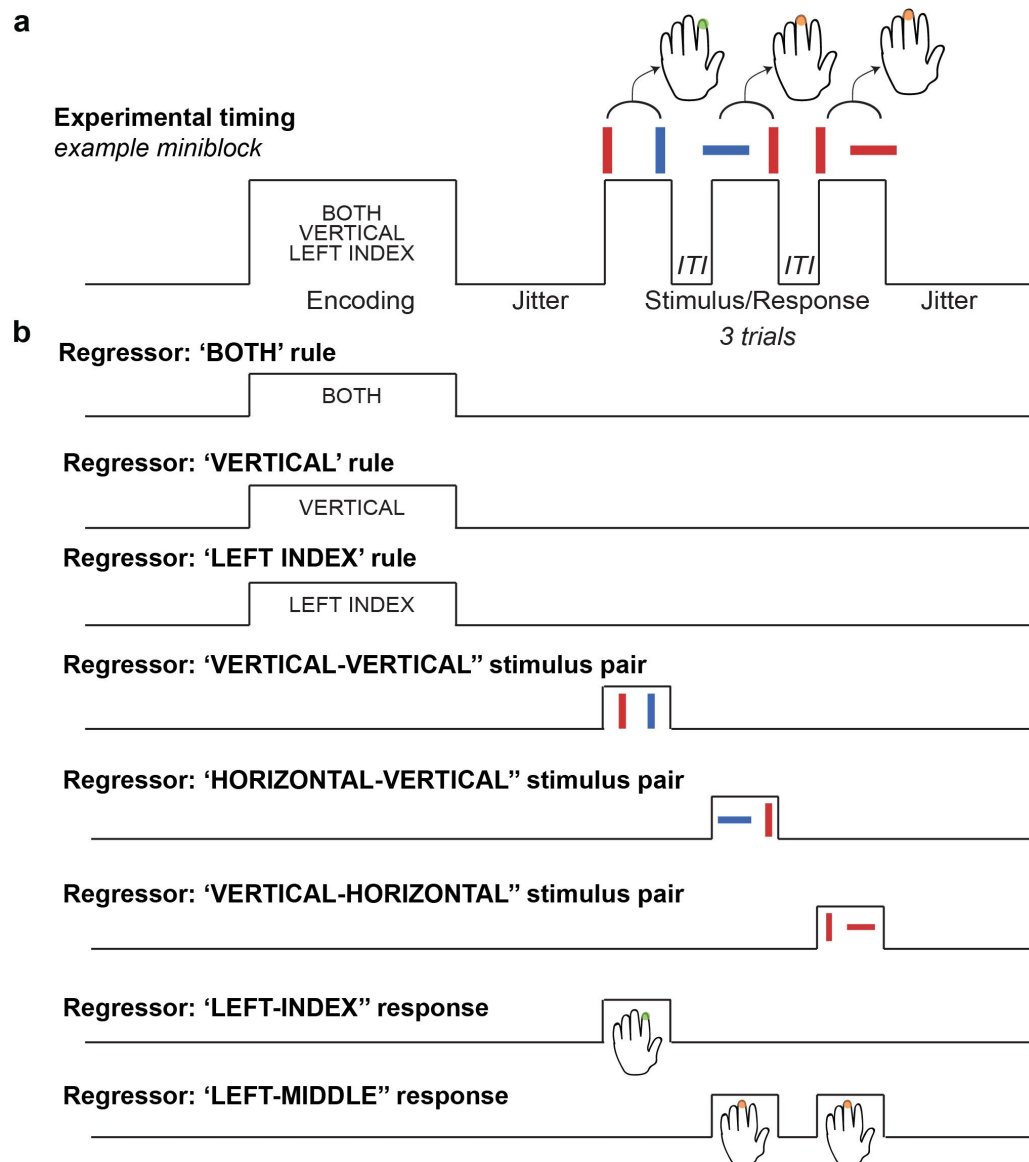 a
Experimental timing
example miniblock
BOTH
VERTICAL
LEFT INDEX
ITI
ITI
Encoding
Jitter
Stimulus/Response
Jitter
3 trials
b
Regressor: ‘BOTH’ rule
BOTH
Regressor: ‘VERTICAL’ rule
VERTICAL
Regressor: ‘LEFT INDEX’ rule
LEFT INDEX
Regressor: ‘VERTICAL-VERTICAL’’ stimulus pair
Regressor: ‘HORIZONTAL-VERTICAL’’ stimulus pair
Regressor: ‘VERTICAL-HORIZONTAL’’ stimulus pair
Regressor: ‘LEFT-INDEX’’ response
Regressor: ‘LEFT-MIDDLE’’ response